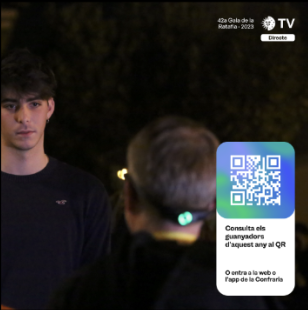 42a Gala de la
Ratafia - 2023
TV
Directe
Consulta els
guanyadors
d'aquest any al QR
O entra a la web o
l'app de la Confraria